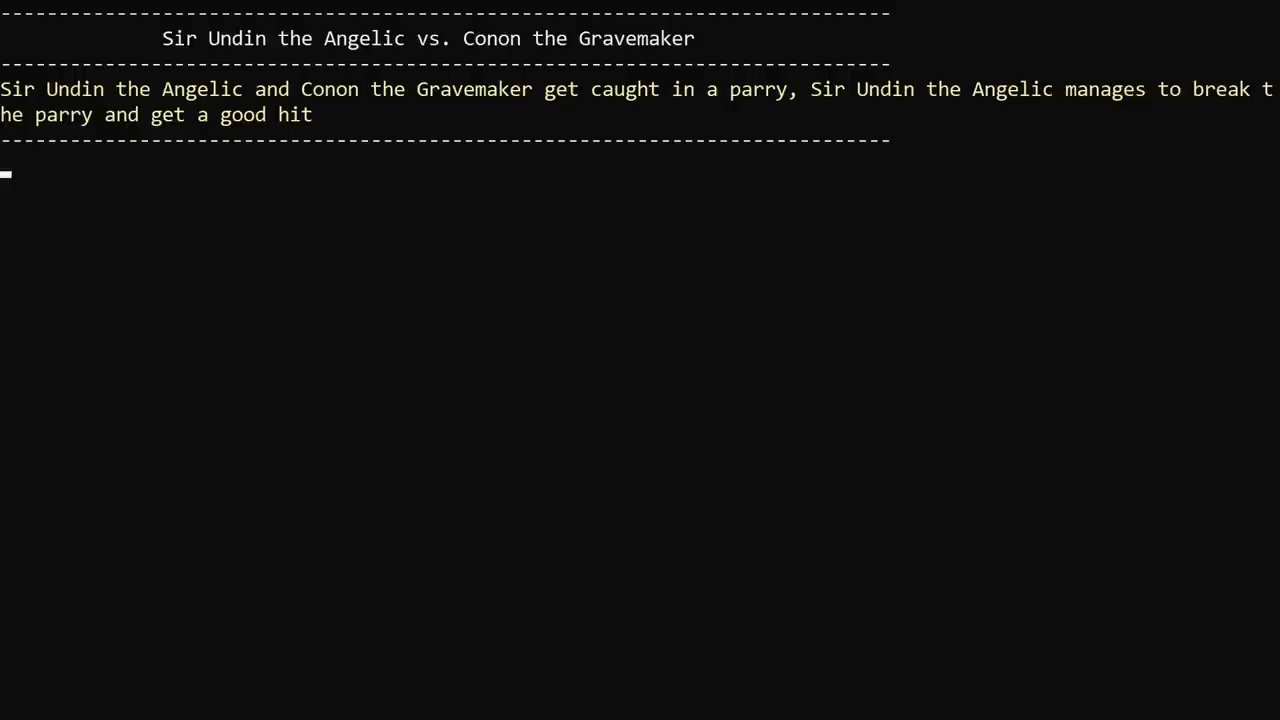 -----------------------------------------------------------------------------
Sir Undin the Angelic vs. Conon the Gravemaker
-----------------------------------------------------------------------------
Sir Undin the Angelic and Conon the Gravemaker get caught in a parry, Sir Undin the Angelic manages to break t
he parry and get a good hit
-----------------------------------------------------------------------------